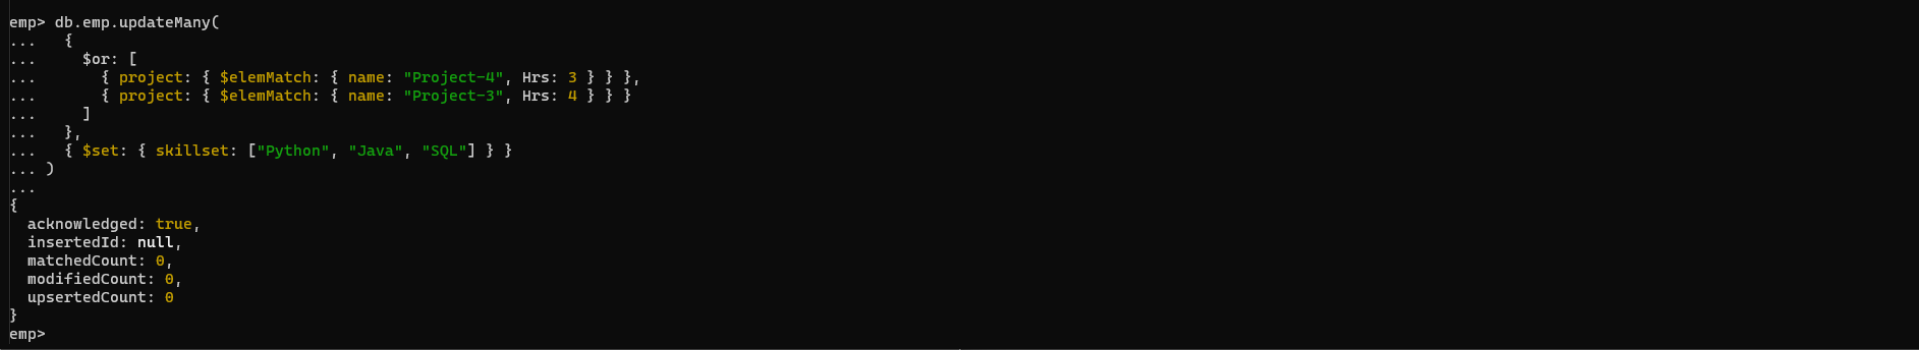 emp> db.emp.updateMany(
...   {
...     $or: [
...       { project: { $elemMatch: { name: "Project-4", Hrs: 3 } } },
...       { project: { $elemMatch: { name: "Project-3", Hrs: 4 } } }
...     ]
...   },
...   { $set: { skillset: ["Python", "Java", "SQL"] } }
... )
...
{
  acknowledged: true,
  insertedId: null,
  matchedCount: 0,
  modifiedCount: 0,
  upsertedCount: 0
}
emp>